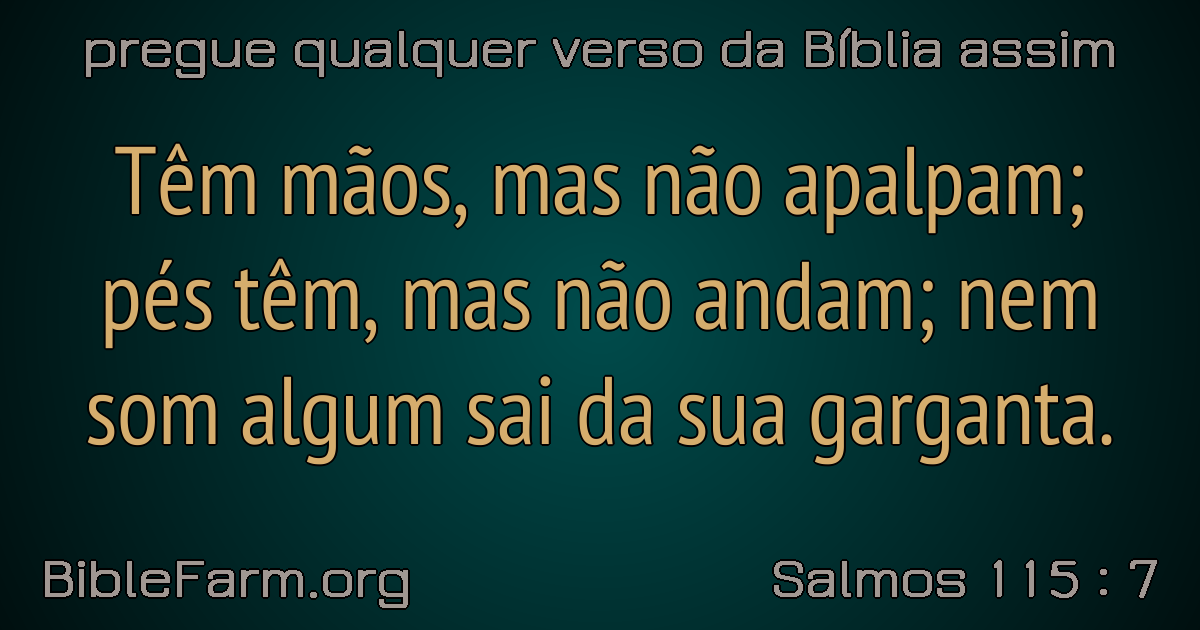 pregue qualquer verso da Bíblia assim
Têm mãos, mas não apalpam;
pés têm, mas não andam; nem
som algum sai da sua garganta.
BibleFarm.org
Salmos 115 : 7